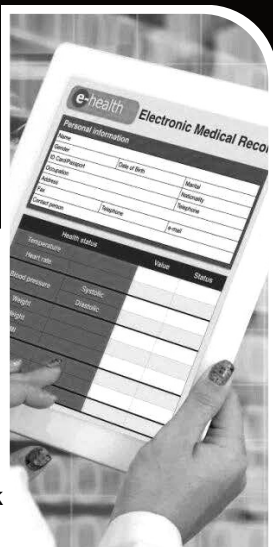 e-health Electronic Medical Recor
Personal information
Name
Gender Date of Birth Marital
ID Card/Passport Nationality
Occupation Telephone
Address
Fax e-mail
Contact person Telephone
Health status Value Status
Temperature
Heart rate
Blood pressure Systolic
Diastolic
Weight